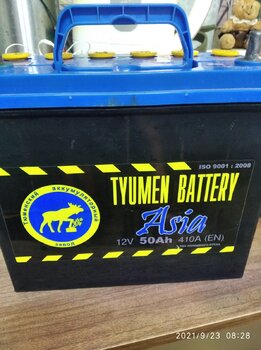 ISO 9001 : 2008
TYUMEN BATTERY
Asia
12V 50Ah 410A (EN)
Тюменский аккумуляторный завод
2021/9/23 08:28